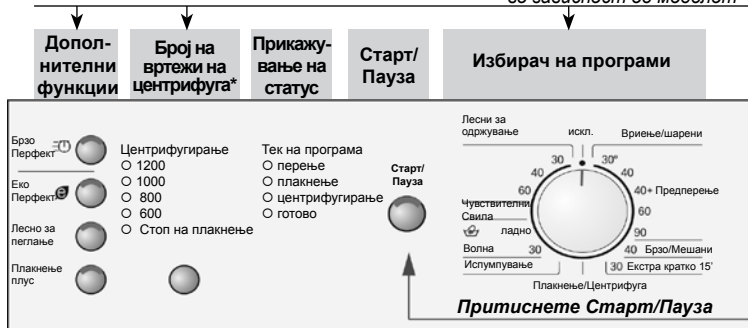 во зависност од моделот
Допол-
нителни
функции
Број на
вртежи на
центрифуга*
Прикажу-
вање на
статус
Старт/
Пауза
Избирач на програми
Брзо
Перфект
Еко
Перфект
Лесно за
пеглање
Плакнење
плус
Центрифугирање
1200
1000
800
600
Стоп на плакнење
Тек на програма
перење
плакнење
центрифугирање
готово
Старт/
Пауза
Лесни за
одржување
искл.
Вриење/шарени
30
30°
40
40
60
40+ Предперење
Чувствителни/
60
Свила
ладно
90
Волна
30
40 Брзо/Мешани
Испумпување
30 Екстра кратко 15'
Плакнење/Центрифуга
Притиснете Старт/Пауза